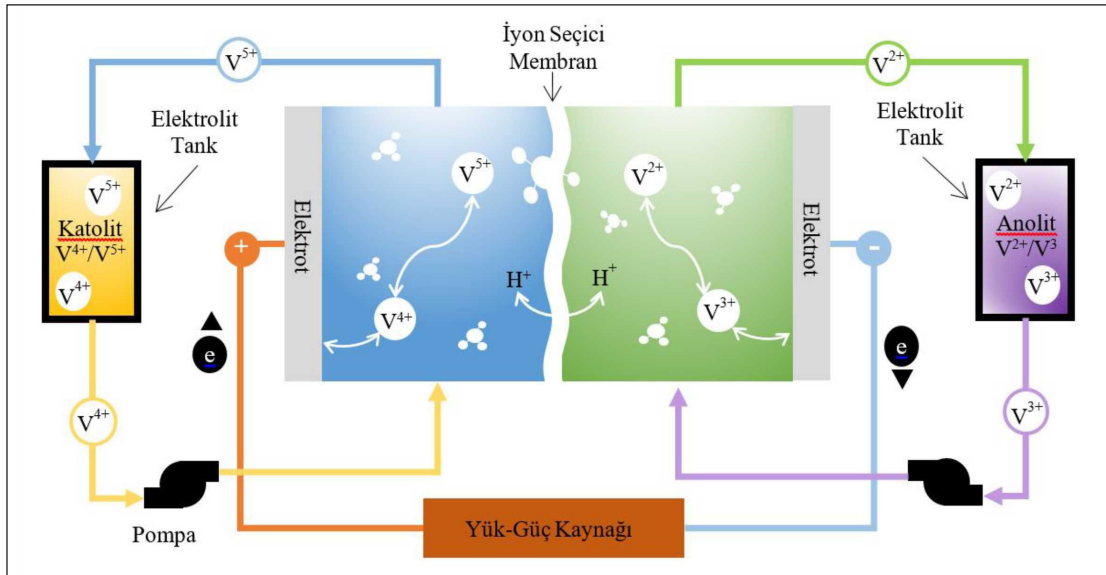 V5+
İyon Seçici
Membran
V2+
Elektrolit
Tank
Elektrolit
Tank
V5+
Katolit
V4+/V5+
V4+
+
Elektrot
V5+
V4+
H+
H+
V2+
V3+
Elektrot
-
V2+
Anolit
V2+/V3
V3+
e
e
V4+
V3+
Pompa
Yük-Güç Kaynağı